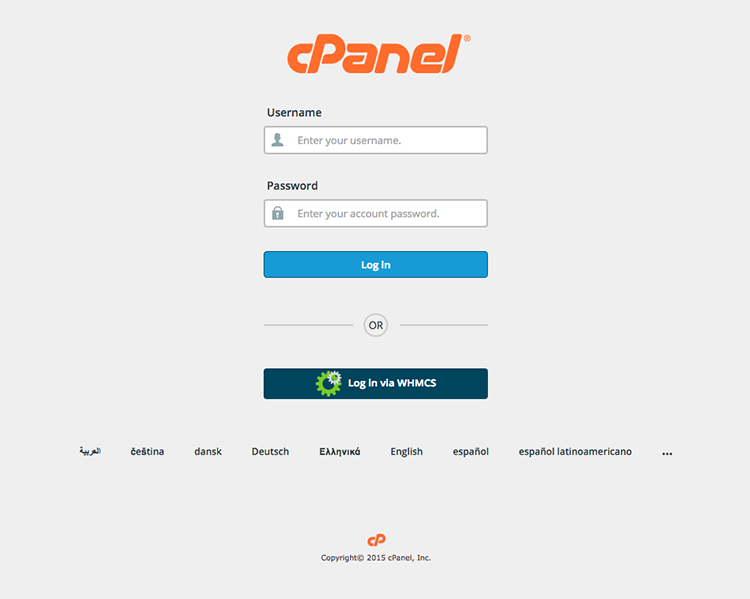 cPanel®
Username
Enter your username.
Password
Enter your account password.
Log in
OR
Log in via WHMCS
العربية čeština dansk Deutsch Ελληνικά English español español latinoamericano ...
cP
Copyright© 2015 cPanel, Inc.